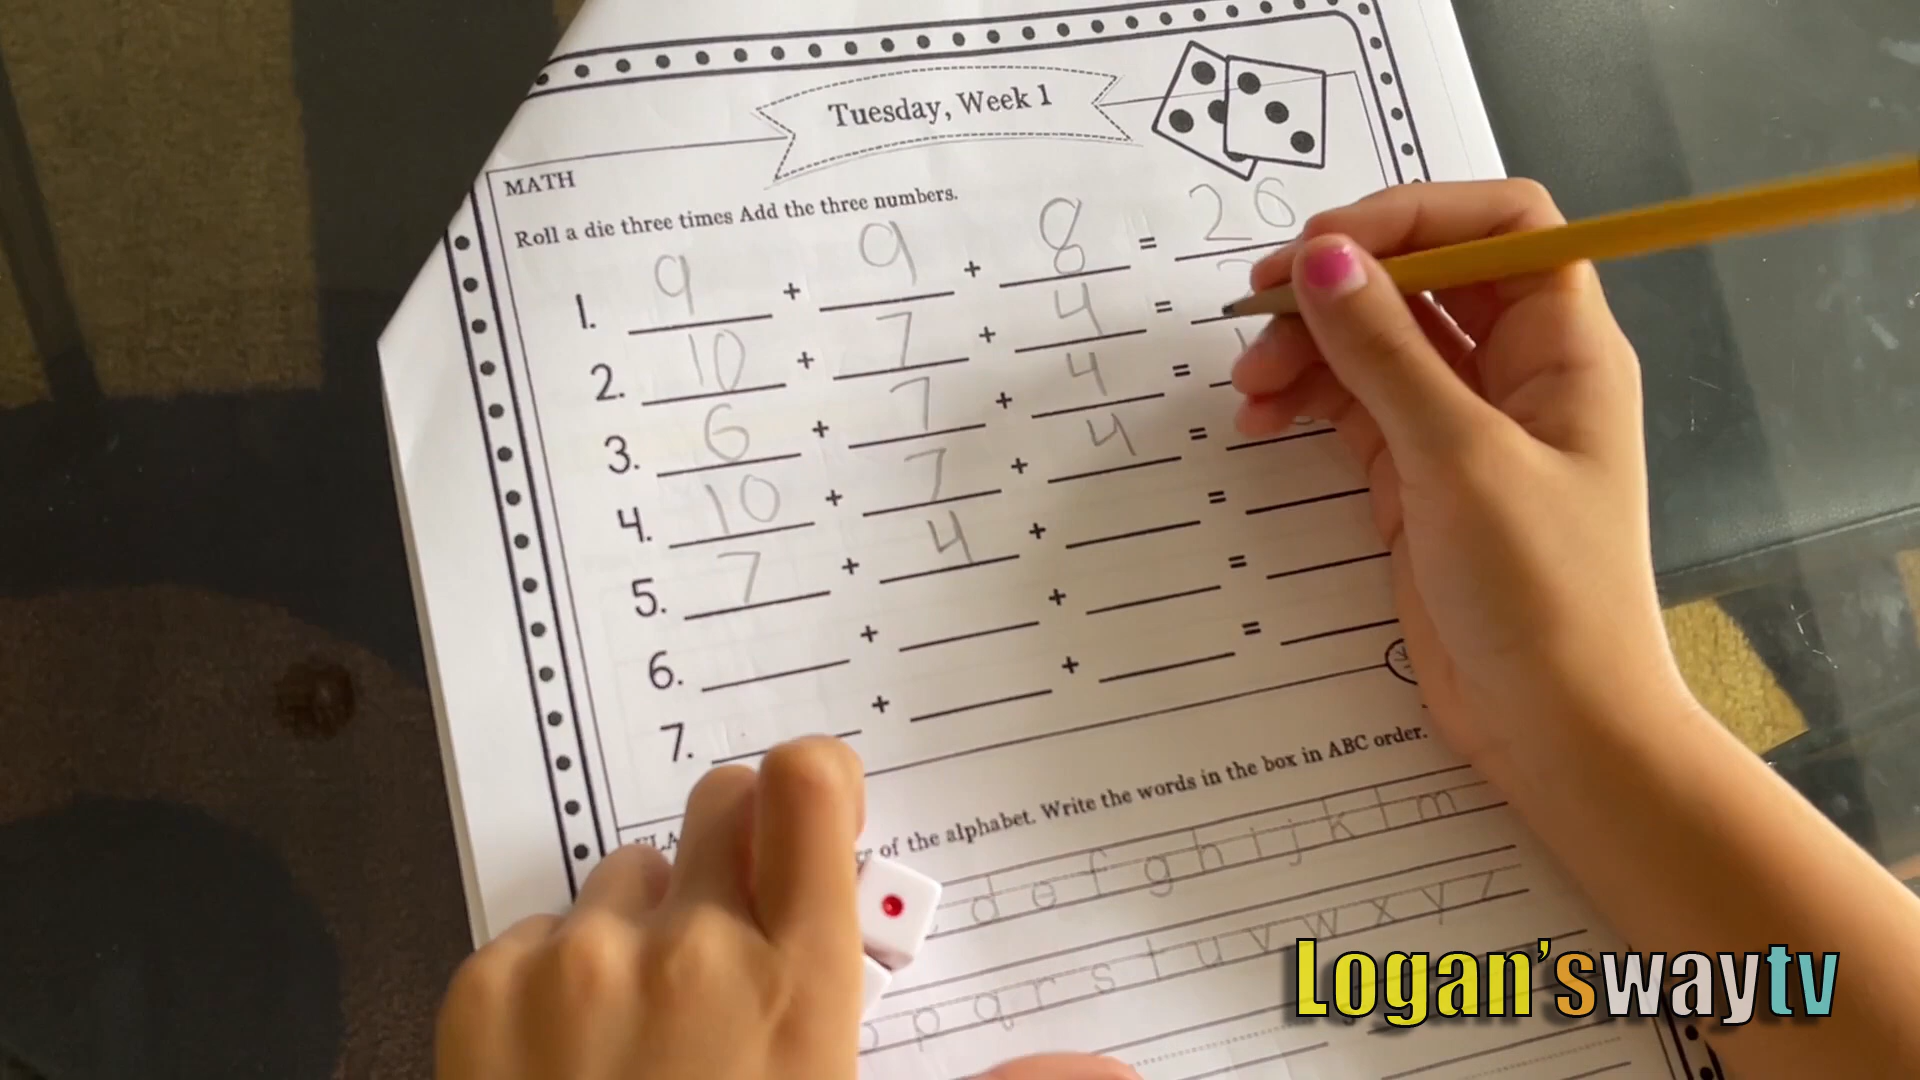 Tuesday, Week 1
MATH
Roll a die three times Add the three numbers.
1. 9 + 9 + 8 = 26
2. 10 + 7 + 4 =
3. 6 + 7 + 4 =
4. 10 + 7 + 4 =
5. 7 + 4 + =
6. + + =
7. + +
of the alphabet. Write the words in the box in ABC order.
d e f g h i j k l m
p q r s t u v w x y z
Logan'swaytv